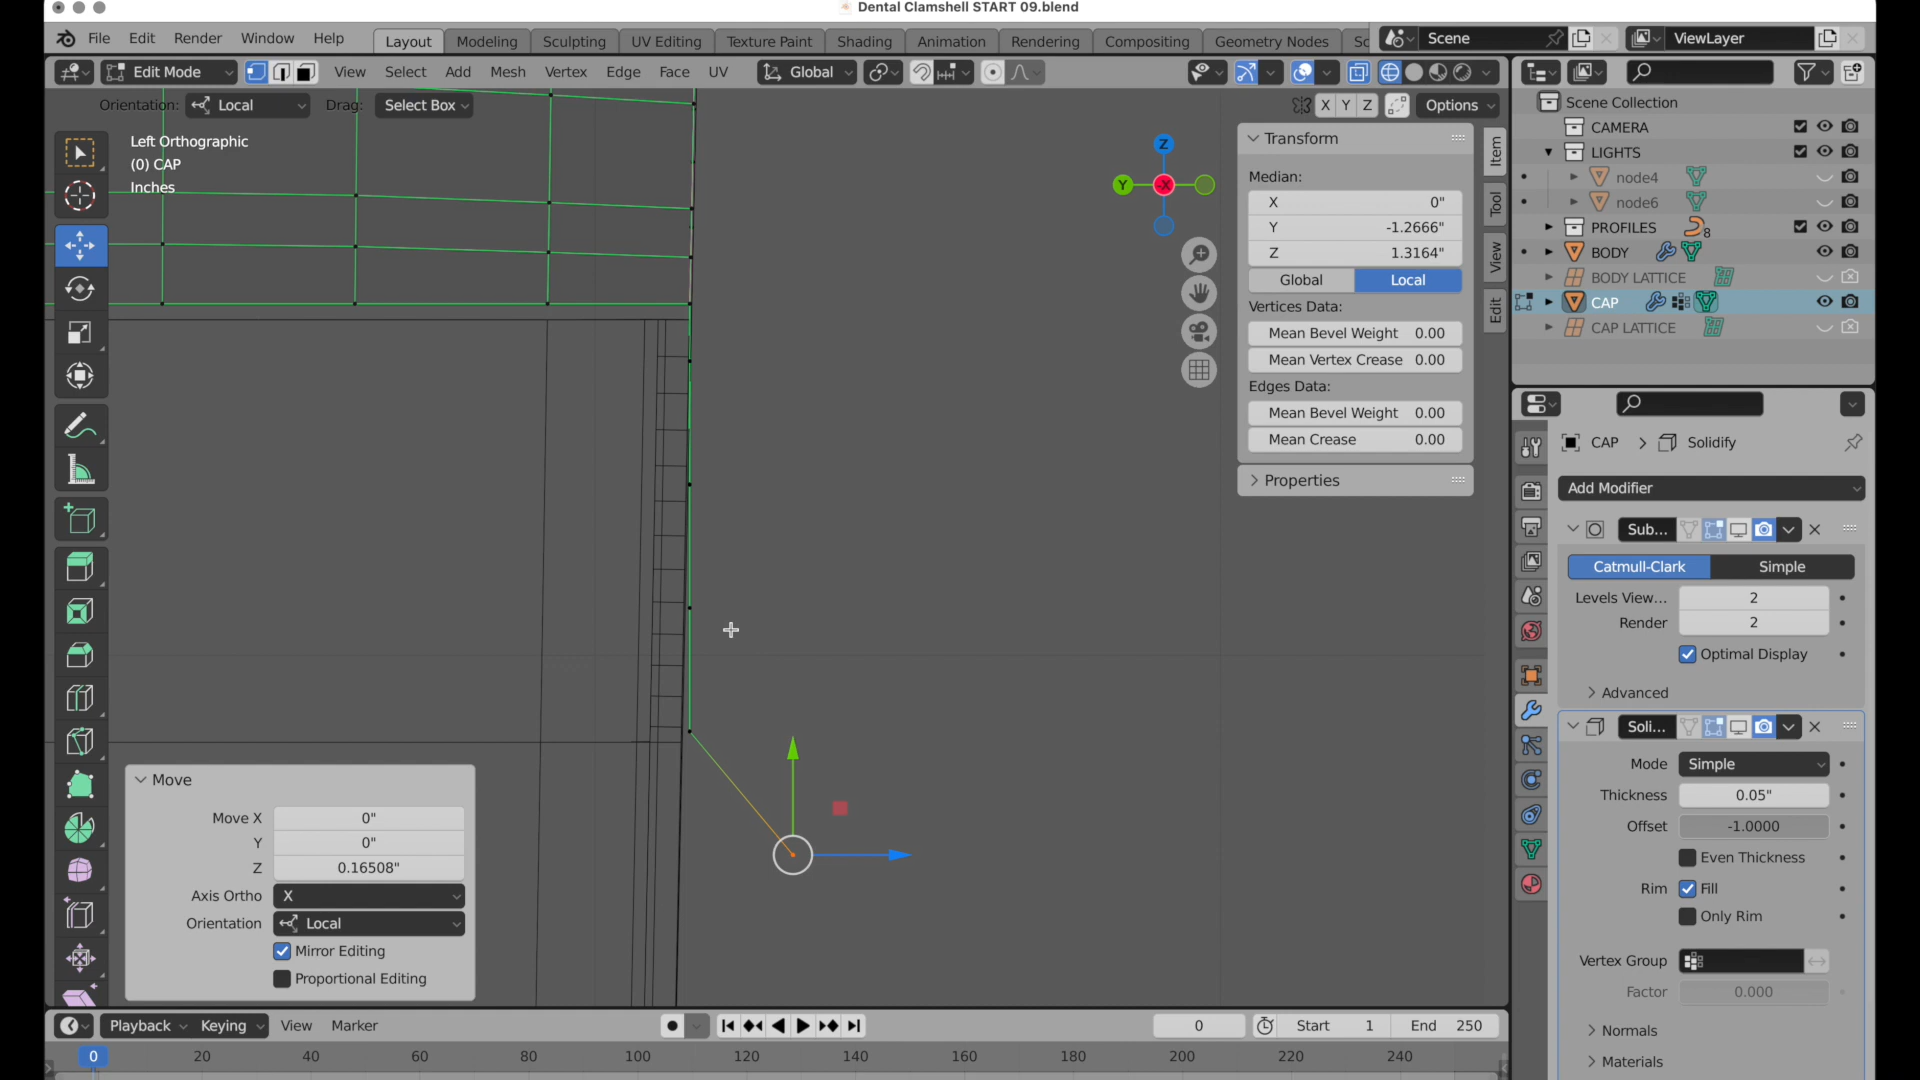 Dental Clamshell START 09.blend
File Edit Render Window Help Layout Modeling Sculpting UV Editing Texture Paint Shading Animation Rendering Compositing Geometry Nodes Sc Scene ViewLayer
Edit Mode View Select Add Mesh Vertex Edge Face UV Global
Orientation: Local Drag: Select Box X Y Z Options
Left Orthographic
(0) CAP
Inches
Z
Y -X
Transform
Median:
X 0"
Y -1.2666"
Z 1.3164"
Global Local
Vertices Data:
Mean Bevel Weight 0.00
Mean Vertex Crease 0.00
Edges Data:
Mean Bevel Weight 0.00
Mean Crease 0.00
Properties
Item
Tool
View
Edit
Scene Collection
CAMERA
LIGHTS
node4
node6
PROFILES 8
BODY
BODY LATTICE
CAP
CAP LATTICE
CAP > Solidify
Add Modifier
Sub...
Catmull-Clark Simple
Levels View... 2
Render 2
Optimal Display
Advanced
Soli...
Mode Simple
Thickness 0.05"
Offset -1.0000
Even Thickness
Rim Fill
Only Rim
Vertex Group
Factor 0.000
Normals
Materials
Move
Move X 0"
Y 0"
Z 0.16508"
Axis Ortho X
Orientation Local
Mirror Editing
Proportional Editing
Playback Keying View Marker 0 Start 1 End 250
0 20 40 60 80 100 120 140 160 180 200 220 240